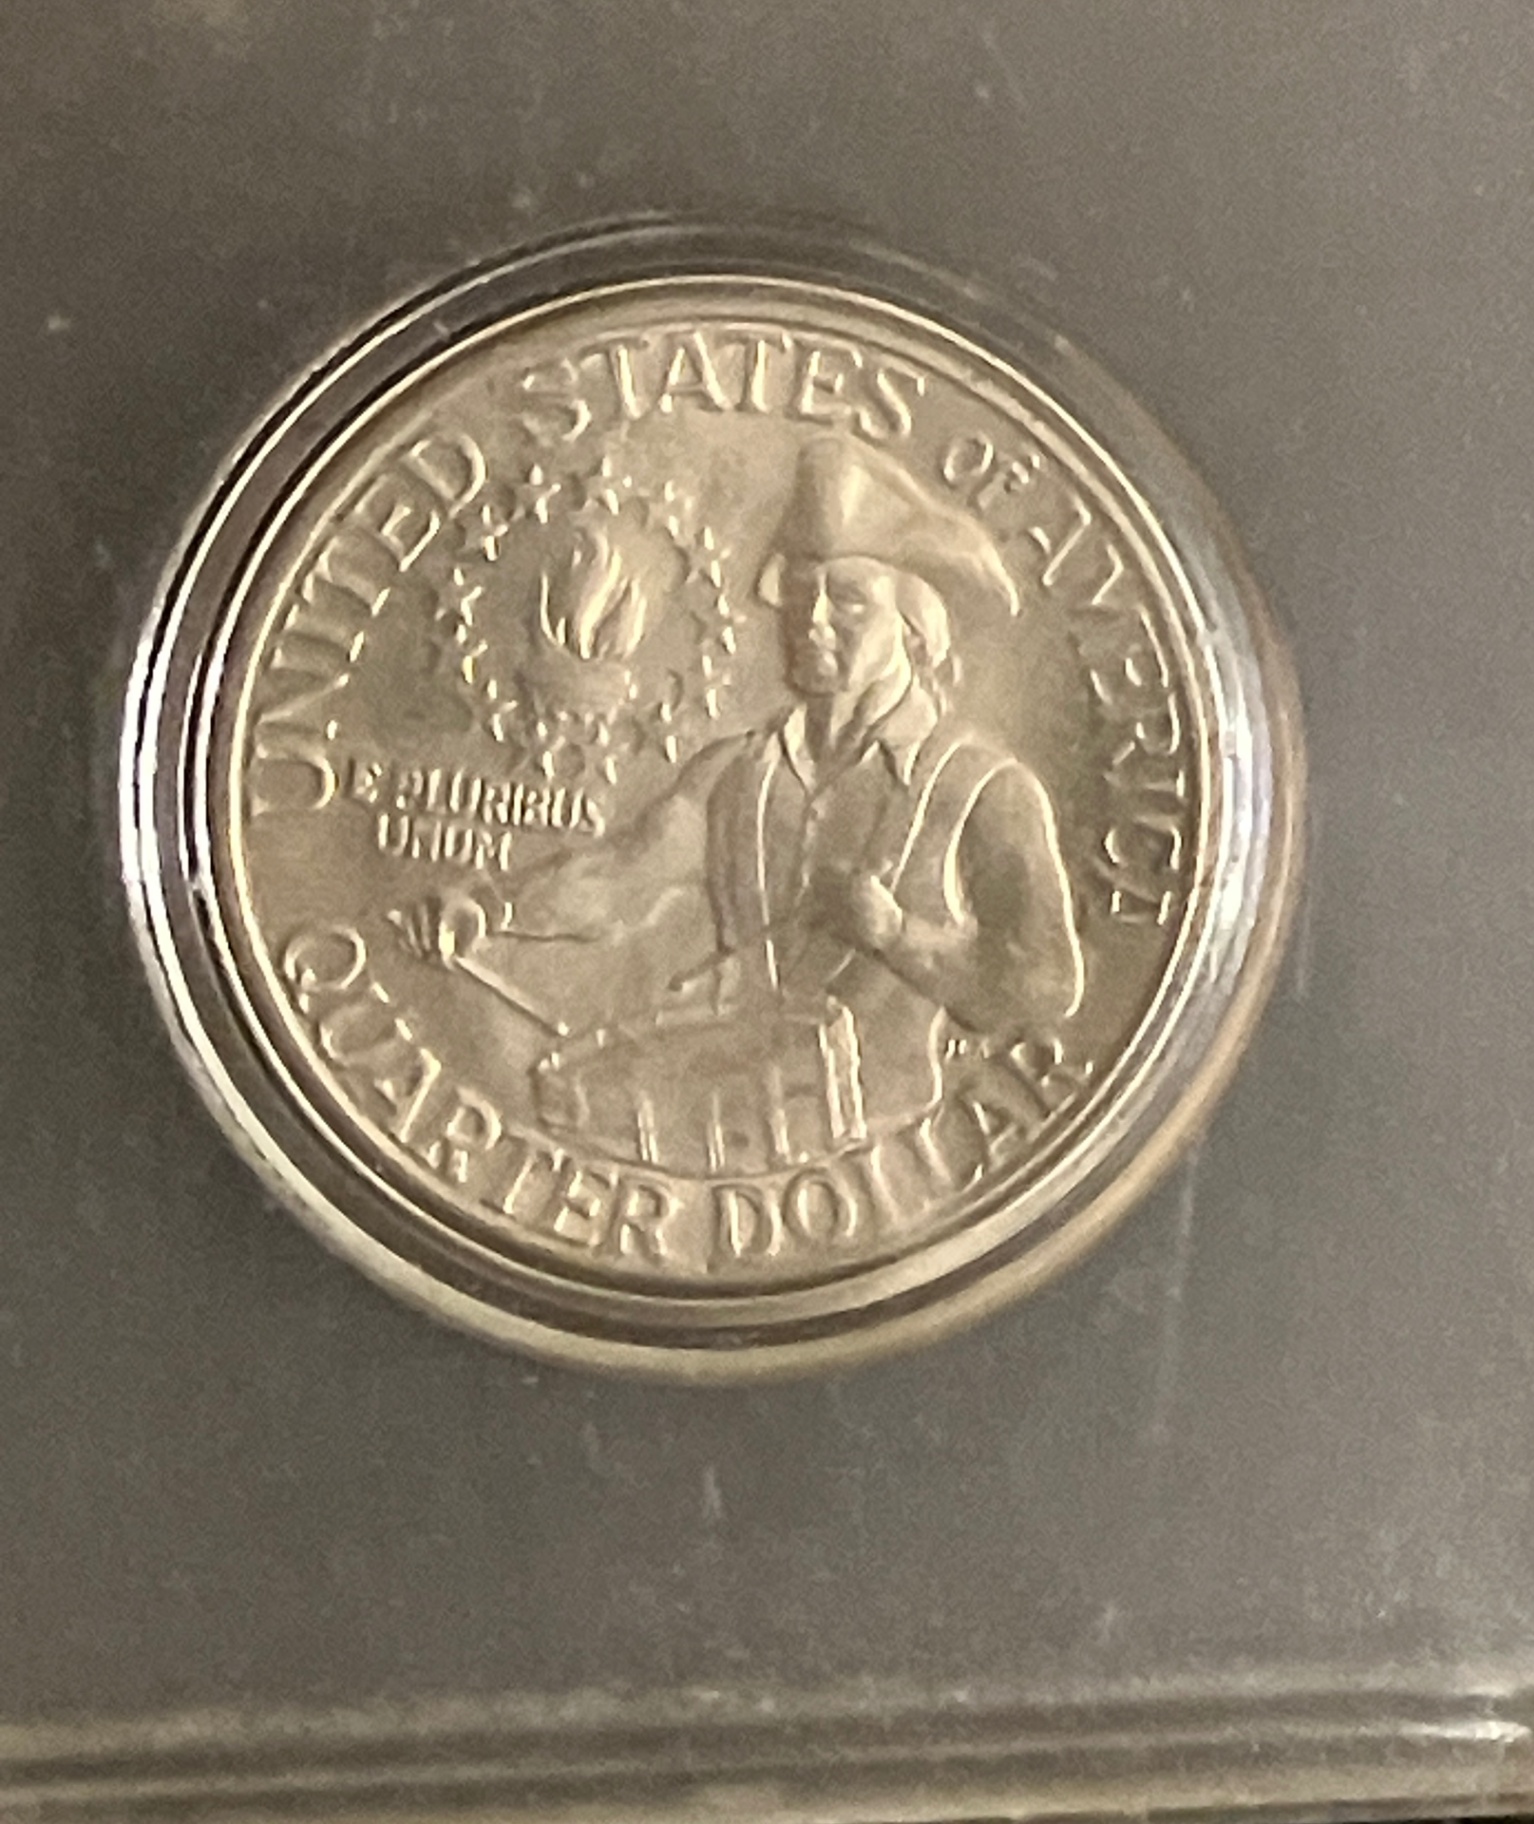 UNITED STATES OF AMERICA
E PLURIBUS
UNUM
QUARTER DOLLAR